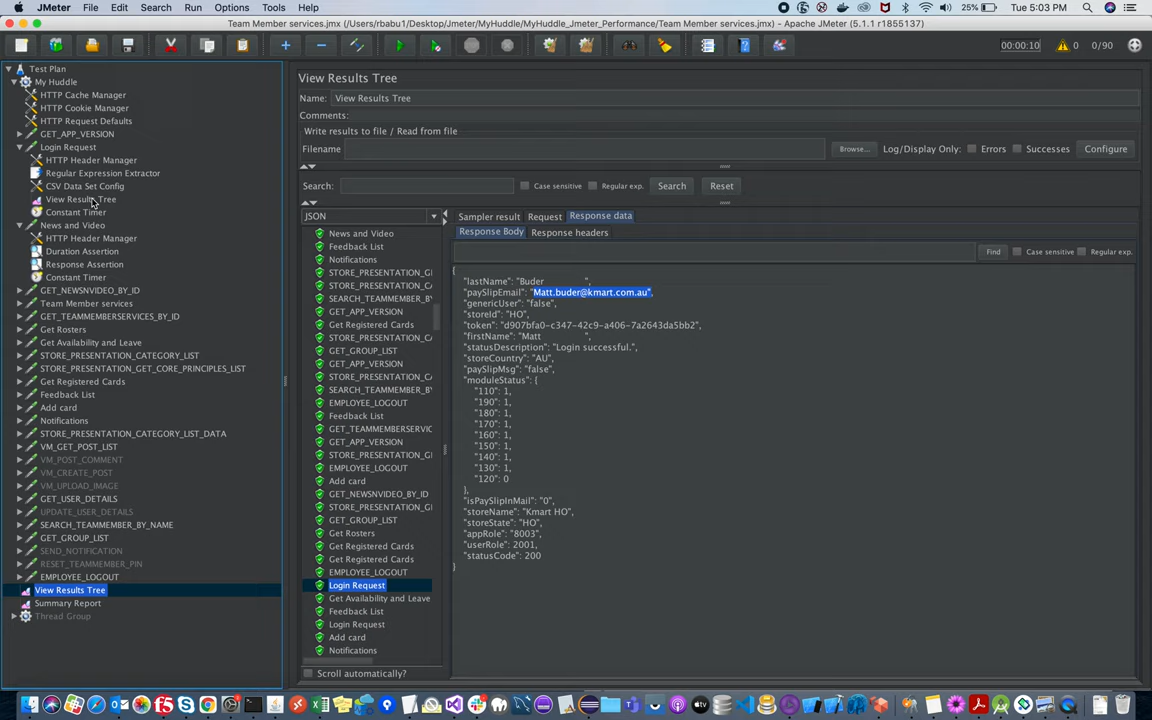 JMeter File Edit Search Run Options Tools Help 25% Tue 5:03 PM
Team Member services.jmx (/Users/rbabu1/Desktop/Jmeter/MyHuddle/MyHuddle_Jmeter_Performance/Team Member services.jmx) - Apache JMeter (5.1.1 r1855137)
00:00:10 0 0/90
Test Plan
My Huddle
HTTP Cache Manager
HTTP Cookie Manager
HTTP Request Defaults
GET_APP_VERSION
Login Request
HTTP Header Manager
Regular Expression Extractor
CSV Data Set Config
View Results Tree
Constant Timer
News and Video
HTTP Header Manager
Duration Assertion
Response Assertion
Constant Timer
GET_NEWSNVIDEO_BY_ID
Team Member services
GET_TEAMMEMBERSERVICES_BY_ID
Get Rosters
Get Availability and Leave
STORE_PRESENTATION_CATEGORY_LIST
STORE_PRESENTATION_GET_CORE_PRINCIPLES_LIST
Get Registered Cards
Feedback List
Add card
Notifications
STORE_PRESENTATION_CATEGORY_LIST_DATA
VM_GET_POST_LIST
VM_POST_COMMENT
VM_CREATE_POST
VM_UPLOAD_IMAGE
GET_USER_DETAILS
UPDATE_USER_DETAILS
SEARCH_TEAMMEMBER_BY_NAME
GET_GROUP_LIST
SEND_NOTIFICATION
RESET_TEAMMEMBER_PIN
EMPLOYEE_LOGOUT
View Results Tree
Summary Report
Thread Group
View Results Tree
Name: View Results Tree
Comments:
Write results to file / Read from file
Filename Browse... Log/Display Only: Errors Successes Configure
Search: Case sensitive Regular exp. Search Reset
JSON
News and Video
Feedback List
Notifications
STORE_PRESENTATION_GI
STORE_PRESENTATION_GI
SEARCH_TEAMMEMBER_BY
GET_APP_VERSION
Get Registered Cards
STORE_PRESENTATION_CA
GET_GROUP_LIST
GET_APP_VERSION
STORE_PRESENTATION_CA
SEARCH_TEAMMEMBER_BY
EMPLOYEE_LOGOUT
Feedback List
GET_TEAMMEMBERSERVIC
GET_APP_VERSION
STORE_PRESENTATION_GI
EMPLOYEE_LOGOUT
Add card
GET_NEWSNVIDEO_BY_ID
STORE_PRESENTATION_GI
GET_GROUP_LIST
Get Rosters
Get Registered Cards
Get Registered Cards
EMPLOYEE_LOGOUT
Login Request
Get Availability and Leave
Feedback List
Login Request
Add card
Notifications
Scroll automatically?
Sampler result Request Response data
Response Body Response headers
Find Case sensitive Regular exp.
{
"lastName": "Buder ",
"paySlipEmail": "Matt.buder@kmart.com.au",
"genericUser": "false",
"storeId": "HO",
"token": "d907bfa0-c347-42c9-a406-7a2643da5bb2",
"firstName": "Matt ",
"statusDescription": "Login successful.",
"storeCountry": "AU",
"paySlipMsg": "false",
"moduleStatus": {
"110": 1,
"190": 1,
"180": 1,
"170": 1,
"160": 1,
"150": 1,
"140": 1,
"130": 1,
"120": 0
},
"isPaySlipInMail": "0",
"storeName": "Kmart HO",
"storeState": "HO",
"appRole": "8003",
"userRole": 2001,
"statusCode": 200
}